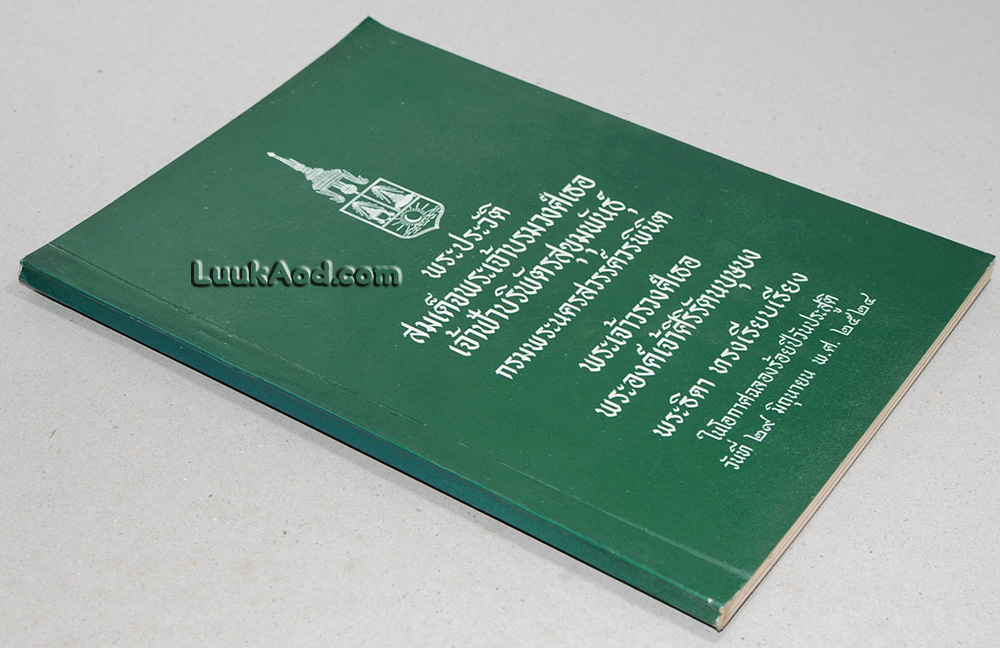 พระประวัติ
สมเด็จพระเจ้าบรมวงศ์เธอ
เจ้าฟ้าบริพัตรสุขุมพันธุ์
กรมพระนครสวรรค์วรพินิต
พระเจ้าวรวงศ์เธอ
พระองค์เจ้าศิริรัตนบุษบง
พระธิดา ทรงเรียบเรียง
ในโอกาสฉลองร้อยปีวันประสูติ
วันที่ ๒๙ มิถุนายน พ.ศ. ๒๕๒๔
LuukAod.com